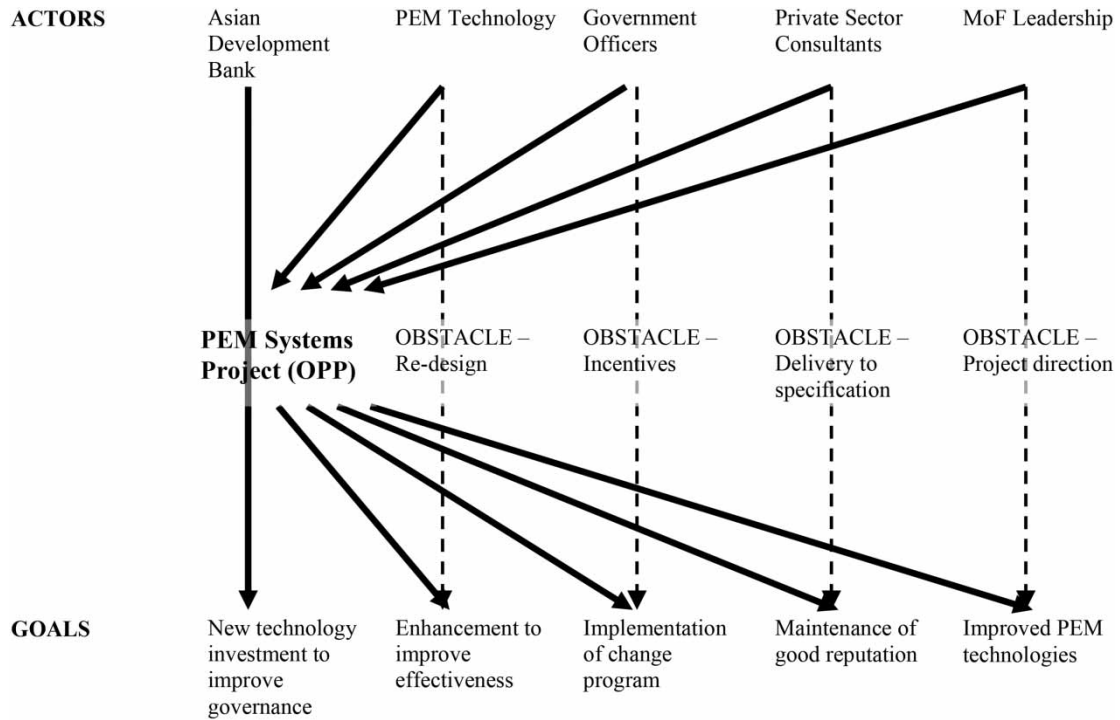 ACTORS
Asian
Development
Bank
PEM Technology
Government
Officers
Private Sector
Consultants
MoF Leadership
PEM Systems
Project (OPP)
OBSTACLE –
Re-design
OBSTACLE –
Incentives
OBSTACLE –
Delivery to
specification
OBSTACLE –
Project direction
GOALS
New technology
investment to
improve
governance
Enhancement to
improve
effectiveness
Implementation
of change
program
Maintenance of
good reputation
Improved PEM
technologies